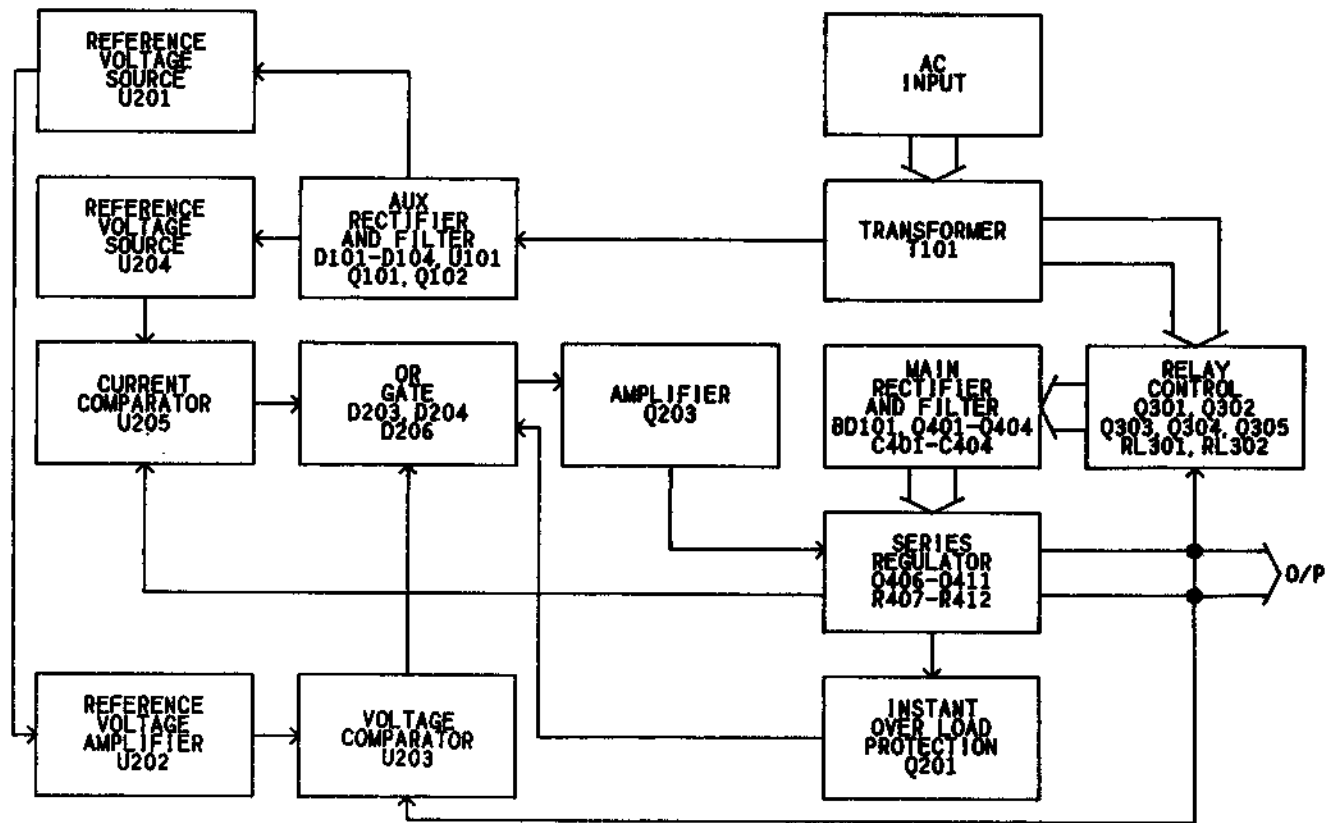 REFERENCE
VOLTAGE
SOURCE
U201
AC
INPUT
REFERENCE
VOLTAGE
SOURCE
U204
AUX
RECTIFIER
AND FILTER
D101-D104, U101
Q101, Q102
TRANSFORMER
T101
CURRENT
COMPARATOR
U205
OR
GATE
D203, D204
D206
AMPLIFIER
Q203
MAIN
RECTIFIER
AND FILTER
BD101, Q401-Q404
C401-C404
RELAY
CONTROL
Q301, Q302
Q303, Q304, Q305
RL301, RL302
SERIES
REGULATOR
Q406-Q411
R407-R412
O/P
REFERENCE
VOLTAGE
AMPLIFIER
U202
VOLTAGE
COMPARATOR
U203
INSTANT
OVER LOAD
PROTECTION
Q201